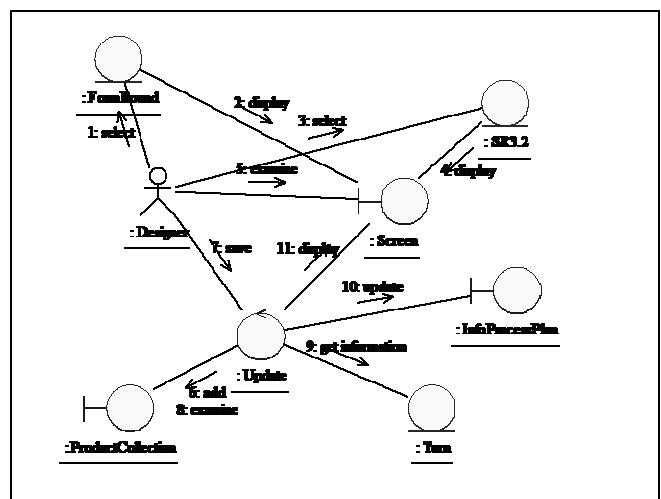 : FormRound
2: display
3: select
1: select
: SR3.2
5: examine
4: display
: Designer
: Screen
7: save
11: display
10: update
: InfoProcessPlan
9: get information
: Update
6: add
8: examine
:ProductCollection
: Turn